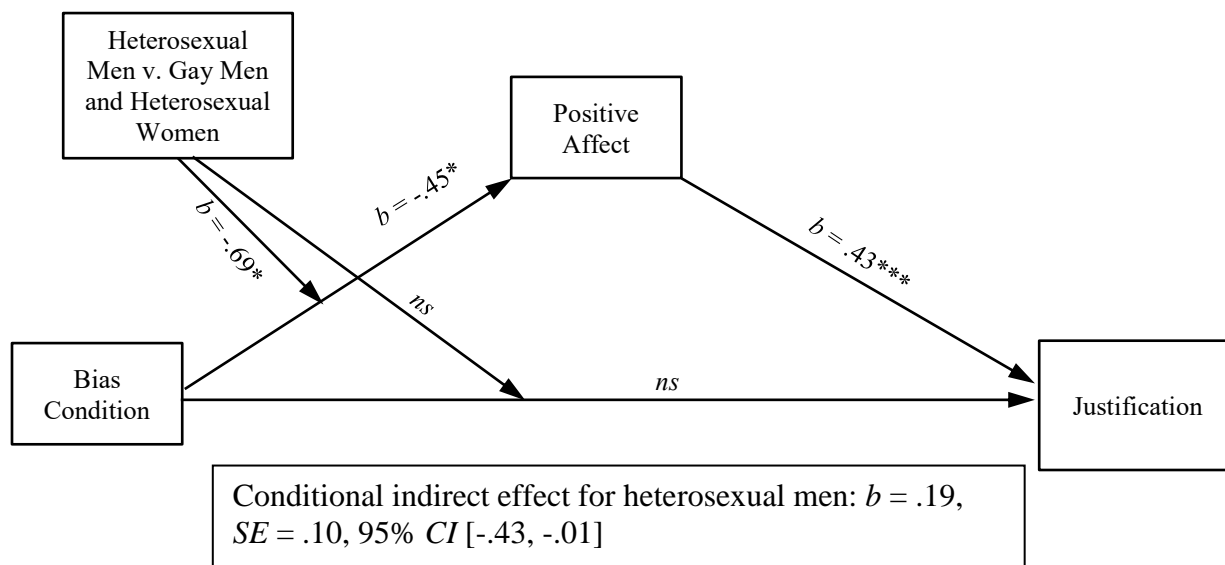 Heterosexual
Men v. Gay Men
and Heterosexual
Women
Positive
Affect
b = -.45*
b = -.69*
b = .43***
ns
ns
Bias
Condition
Justification
Conditional indirect effect for heterosexual men: b = .19,
SE = .10, 95% CI [-.43, -.01]